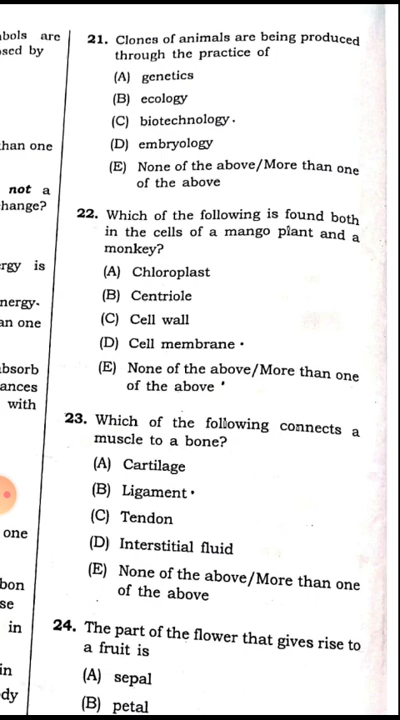 bols are
sed by
han one
not a
hange?
rgy is
nergy.
an one
bsorb
ances
with
one
bon
se
in
in
dy
21. Clones of animals are being produced
through the practice of
(A) genetics
(B) ecology
(C) biotechnology.
(D) embryology
(E) None of the above/More than one
of the above
22. Which of the following is found both
in the cells of a mango plant and a
monkey?
(A) Chloroplast
(B) Centriole
(C) Cell wall
(D) Cell membrane
(E) None of the above/More than one
of the above
23. Which of the following connects a
muscle to a bone?
(A) Cartilage
(B) Ligament
(C) Tendon
(D) Interstitial fluid
(E) None of the above/More than one
of the above
24. The part of the flower that gives rise to
a fruit is
(A) sepal
(B) petal